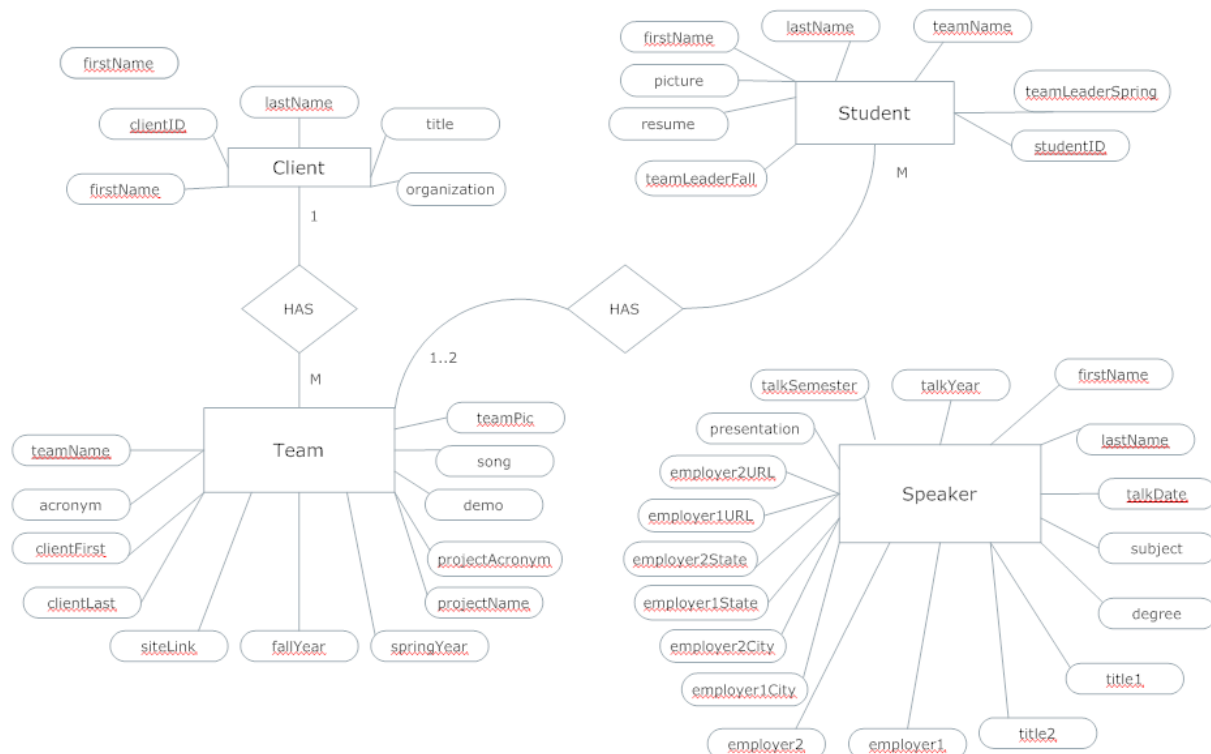 firstName
lastName
clientID
title
Client
firstName
organization
1
HAS
M
firstName
lastName
teamName
picture
teamLeaderSpring
Student
resume
studentID
teamLeaderFall
M
HAS
1..2
teamPic
teamName
Team
song
acronym
demo
clientFirst
projectAcronym
clientLast
projectName
siteLink
fallYear
springYear
talkSemester
talkYear
firstName
presentation
lastName
employer2URL
Speaker
talkDate
employer1URL
subject
employer2State
employer1State
degree
employer2City
employer1City
title1
title2
employer2
employer1